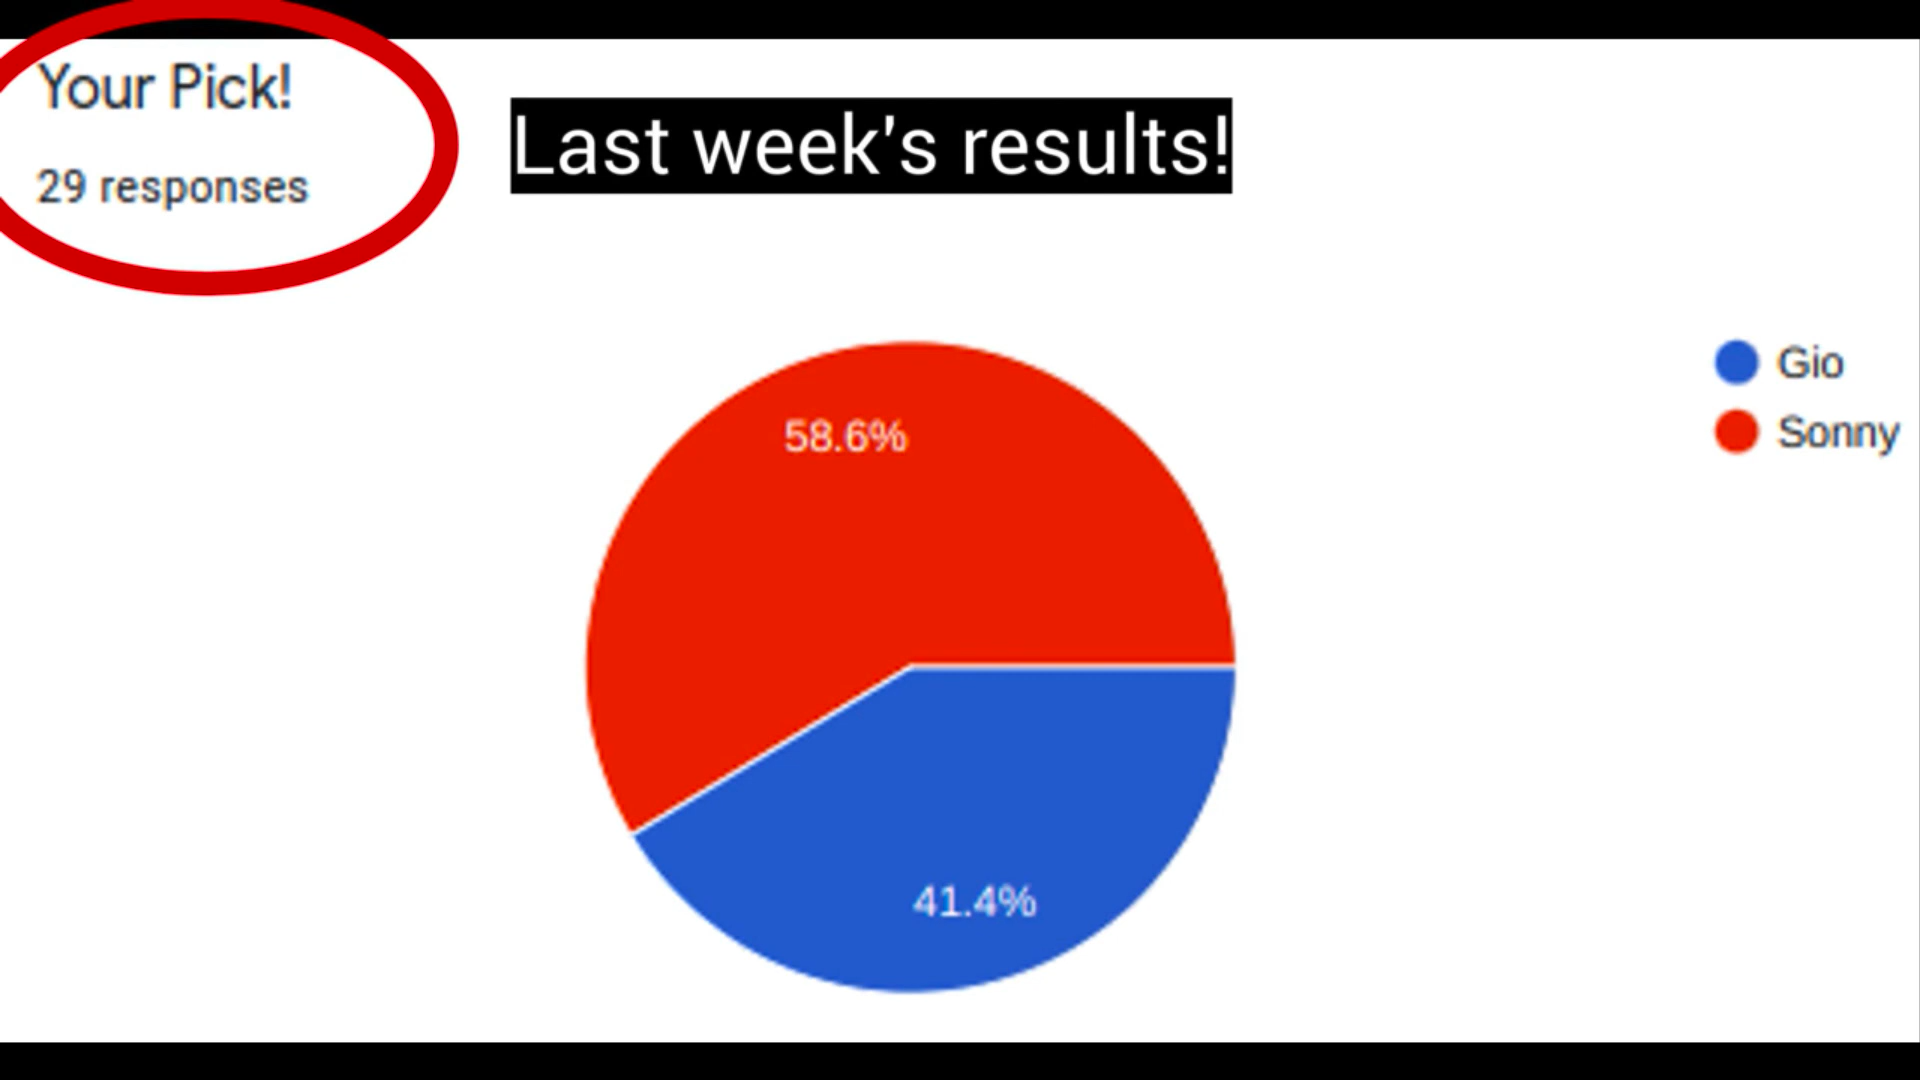 Your Pick!
29 responses
Last week's results!
Gio
Sonny
58.6%
41.4%